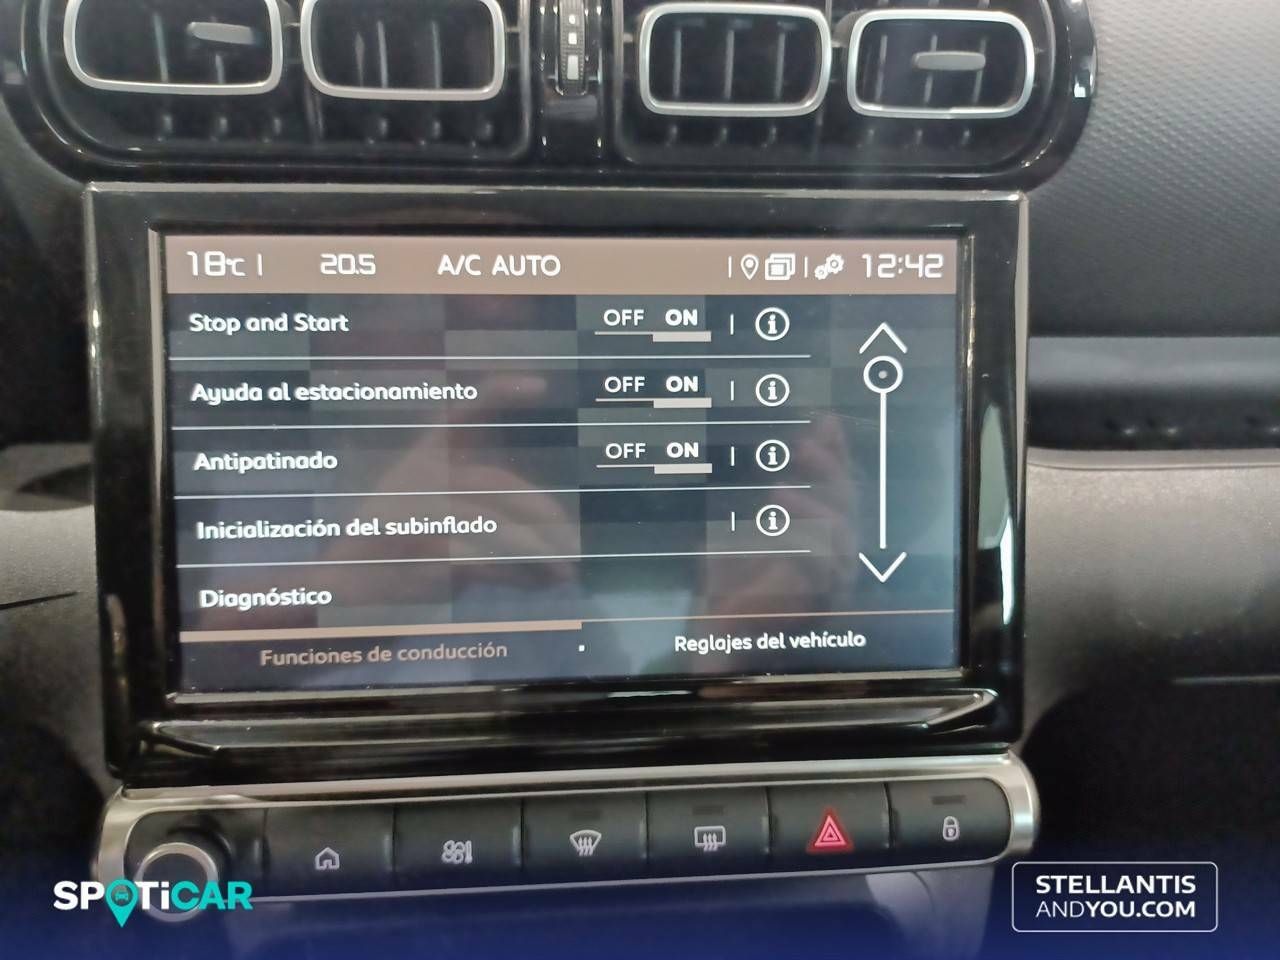 18°C 20.5 A/C AUTO 12:42
Stop and Start OFF ON
Ayuda al estacionamiento OFF ON
Antipatinado OFF ON
Inicialización del subinflado
Diagnóstico
Funciones de conducción Reglajes del vehículo
SPOTiCAR
STELLANTIS
ANDYOU.COM